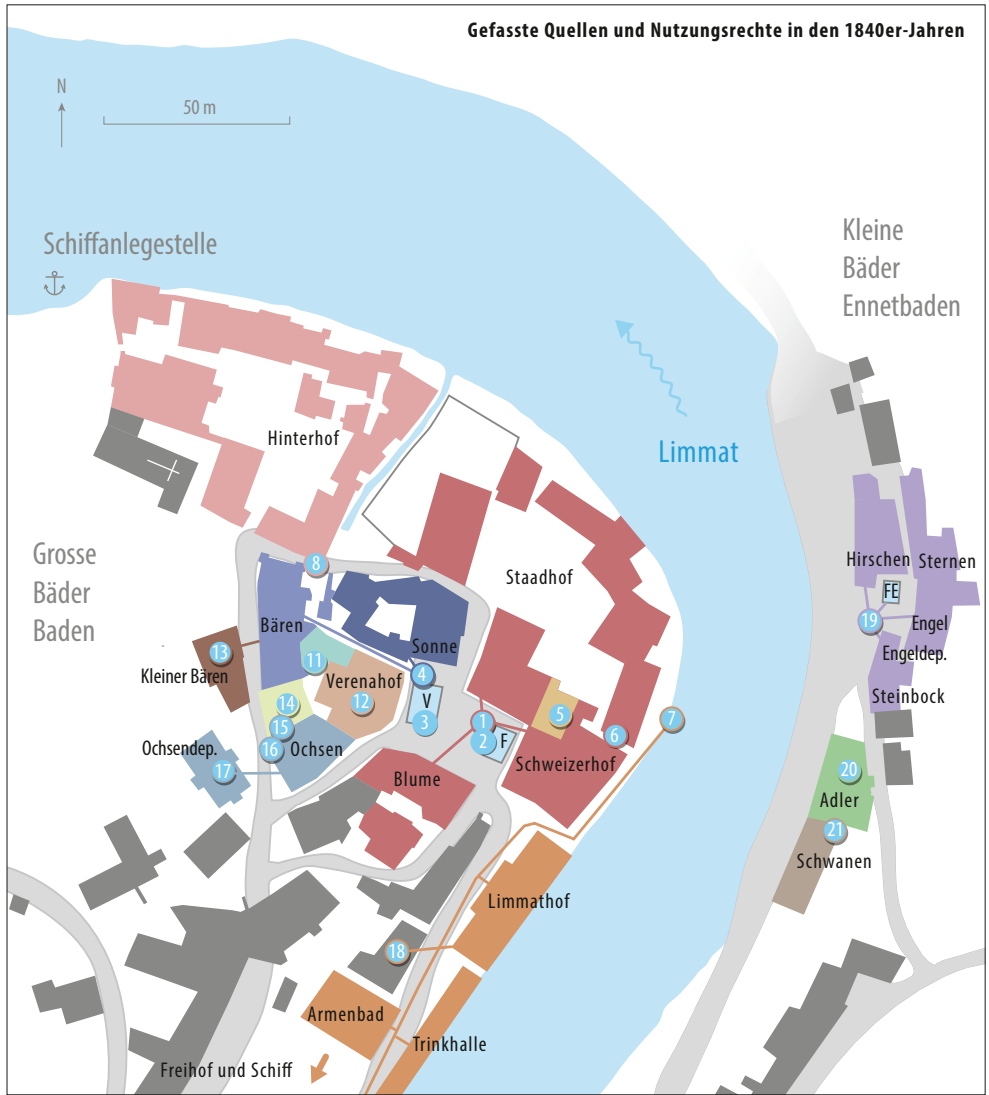 Gefasste Quellen und Nutzungsrechte in den 1840er-Jahren
N
50 m
Schiffanlegestelle
Kleine
Bäder
Ennetbaden
Limmat
Hinterhof
Grosse
Bäder
Baden
Staadhof
Hirschen
Sternen
FE
19
Engel
Engeldep.
Steinbock
8
Bären
Sonne
13
Kleiner Bären
11
Verenahof
12
4
V
3
14
15
16
Ochsen
Ochsendep.
17
1
2
F
5
6
7
Schweizerhof
Blume
20
Adler
21
Schwanen
Limmathof
18
Armenbad
Trinkhalle
Freihof und Schiff